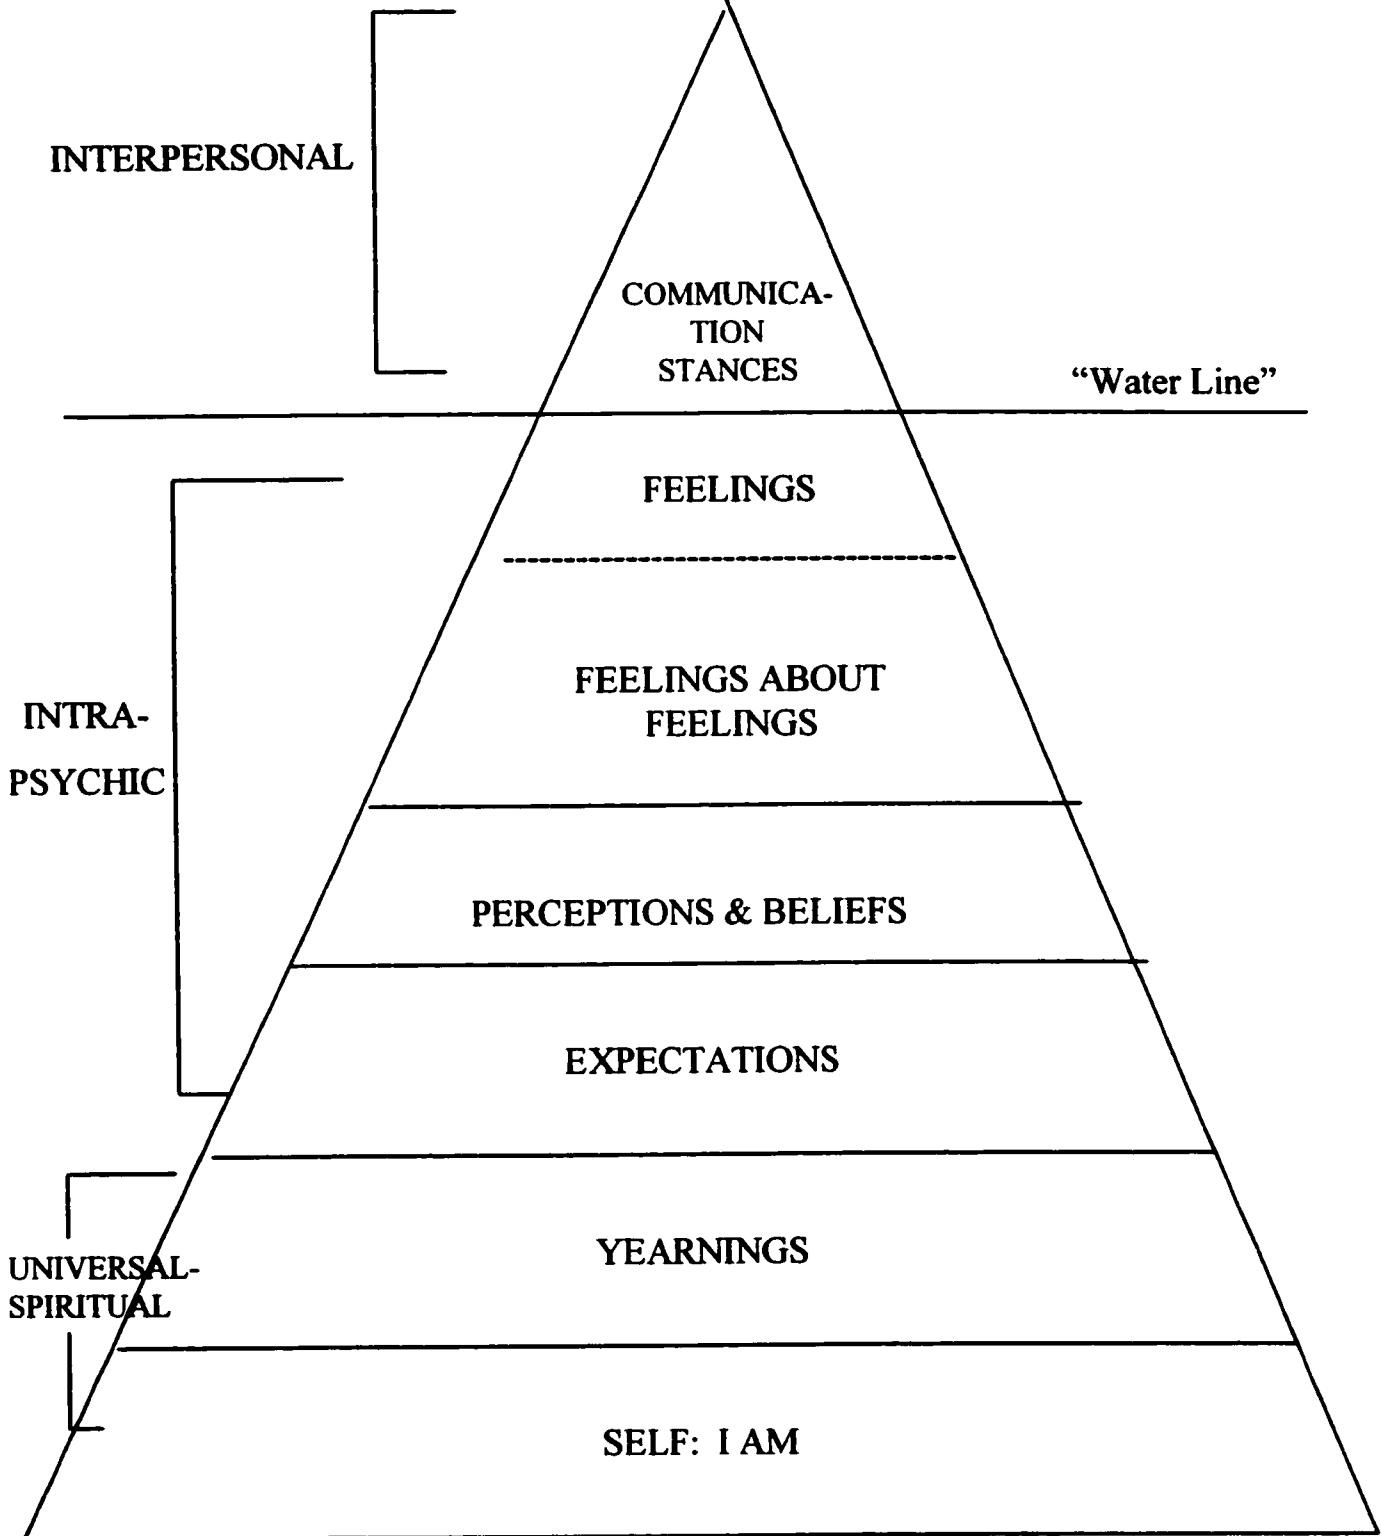 INTERPERSONAL
COMMUNICA-
TION
STANCES
“Water Line”
FEELINGS
FEELINGS ABOUT
FEELINGS
INTRA-
PSYCHIC
PERCEPTIONS & BELIEFS
EXPECTATIONS
YEARNINGS
UNIVERSAL-
SPIRITUAL
SELF: I AM